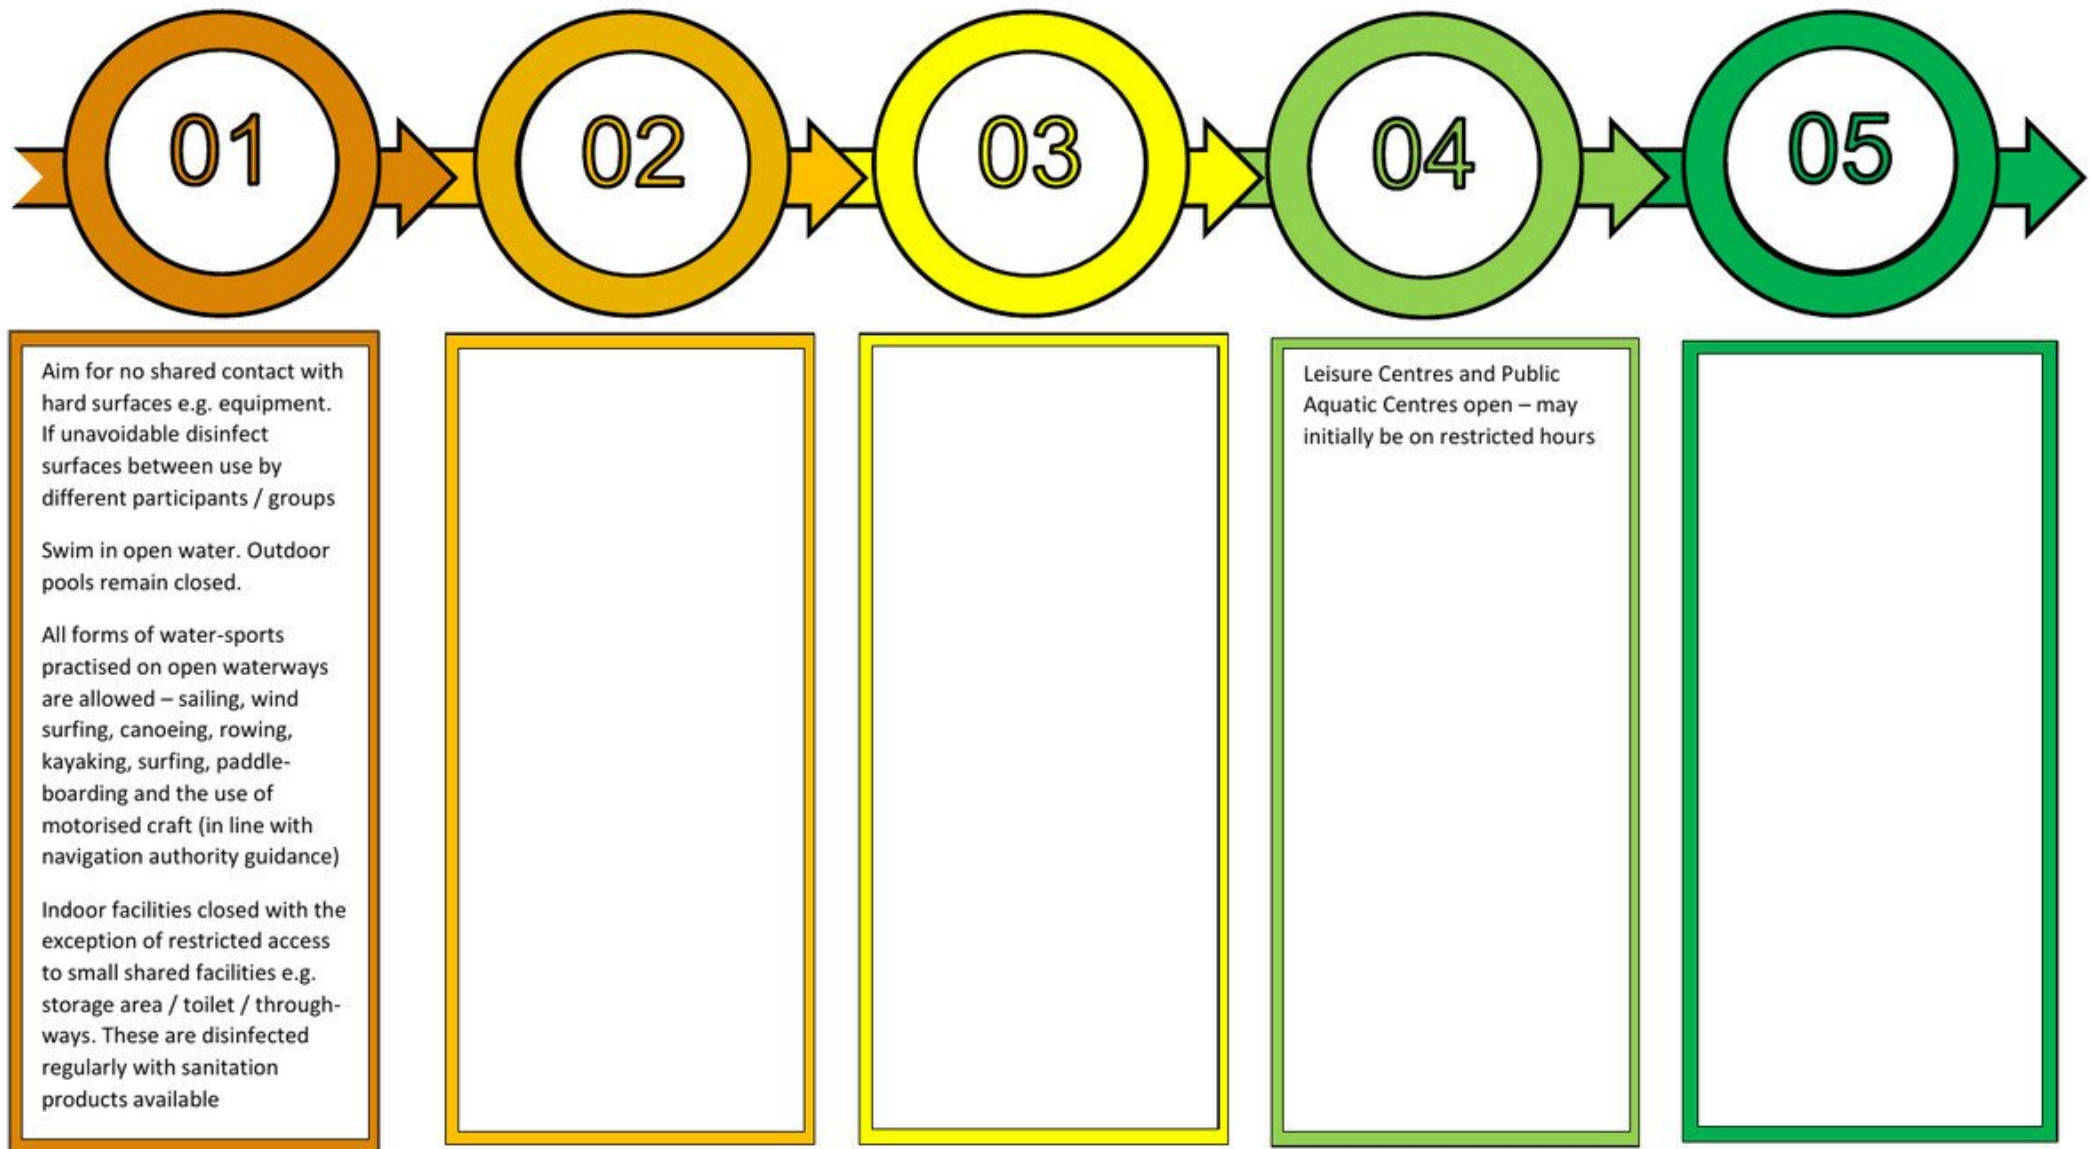 01
02
03
04
05
Aim for no shared contact with
hard surfaces e.g. equipment.
If unavoidable disinfect
surfaces between use by
different participants / groups
Swim in open water. Outdoor
pools remain closed.
All forms of water-sports
practised on open waterways
are allowed – sailing, wind
surfing, canoeing, rowing,
kayaking, surfing, paddle-
boarding and the use of
motorised craft (in line with
navigation authority guidance)
Indoor facilities closed with the
exception of restricted access
to small shared facilities e.g.
storage area / toilet / through-
ways. These are disinfected
regularly with sanitation
products available
Leisure Centres and Public
Aquatic Centres open – may
initially be on restricted hours